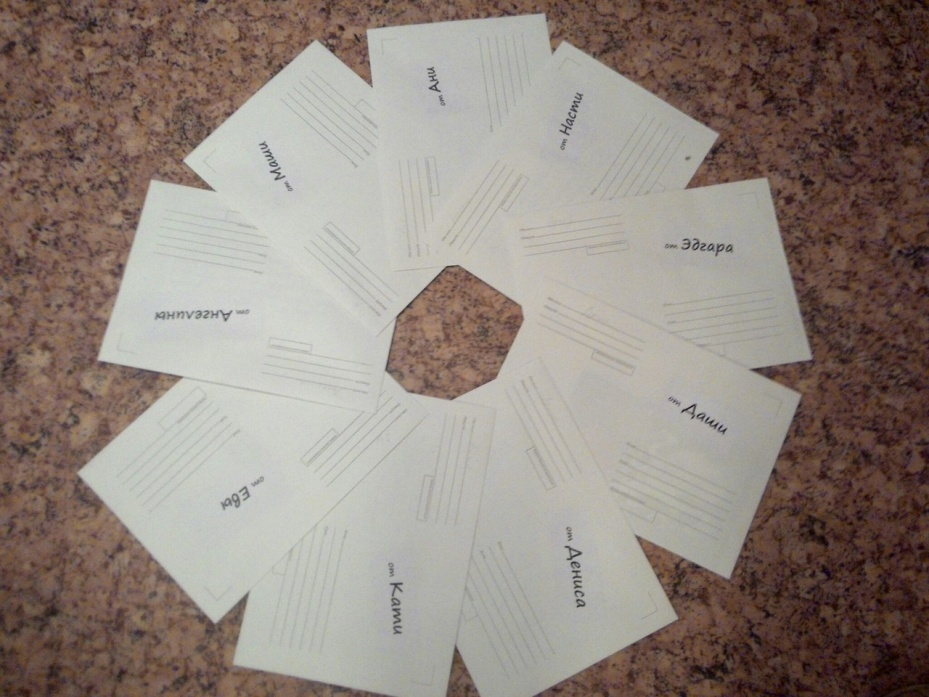 от Ани
от Насти
от Эдгара
от Даши
от Дениса
от Кати
от Евы
от Ангелины
от Маши